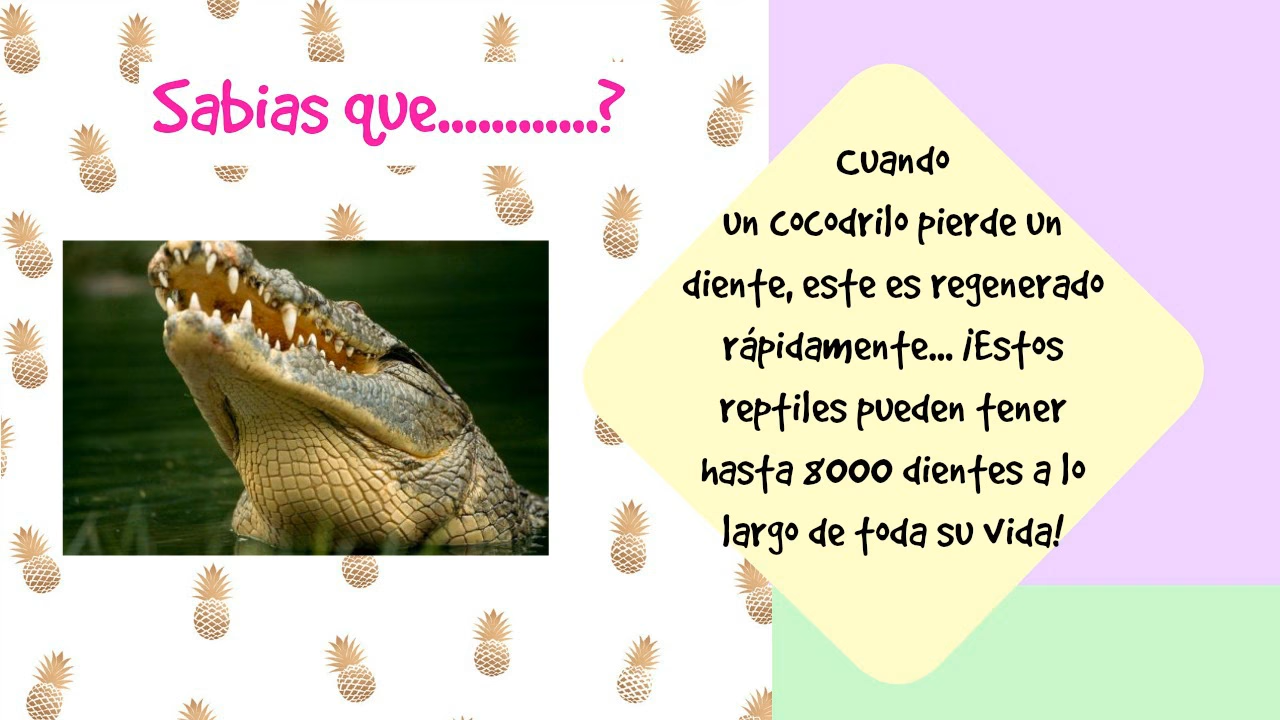 Sabias que............?
Cuando
un cocodrilo pierde un
diente, este es regenerado
rápidamente... ¡Estos
reptiles pueden tener
hasta 8000 dientes a lo
largo de toda su vida!